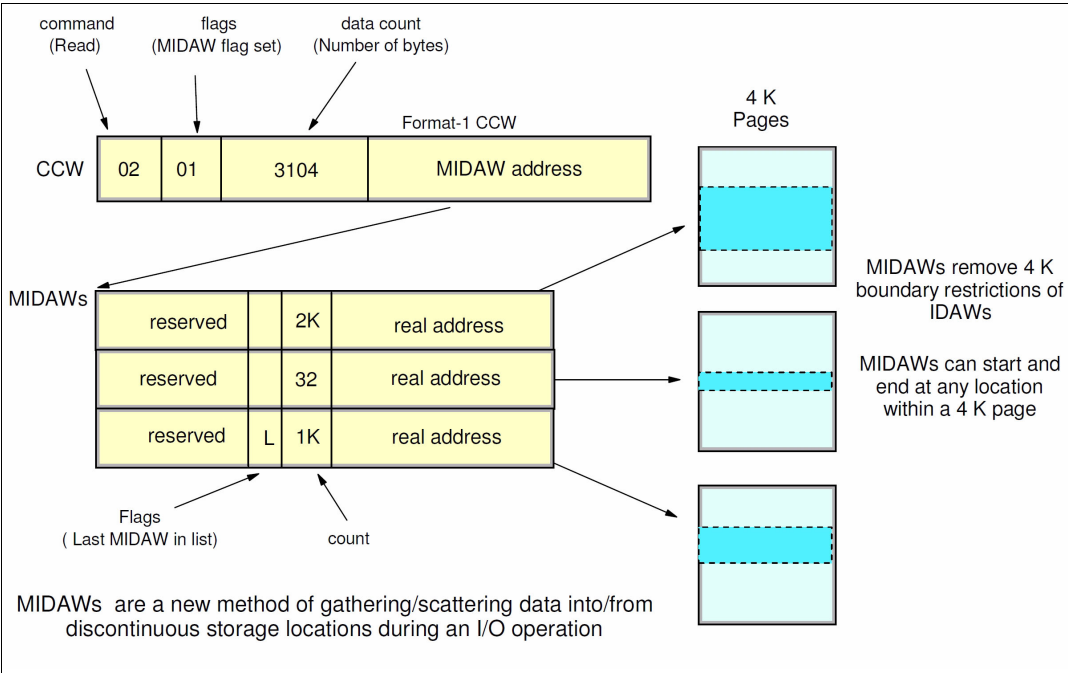 command
(Read)
flags
(MIDAW flag set)
data count
(Number of bytes)
Format-1 CCW
CCW
02
01
3104
MIDAW address
4 K
Pages
MIDAWs
reserved
2K
real address
reserved
32
real address
reserved
L
1K
real address
MIDAWs remove 4 K
boundary restrictions of
IDAWs
MIDAWs can start and
end at any location
within a 4 K page
Flags
( Last MIDAW in list)
count
MIDAWs are a new method of gathering/scattering data into/from
discontinuous storage locations during an I/O operation